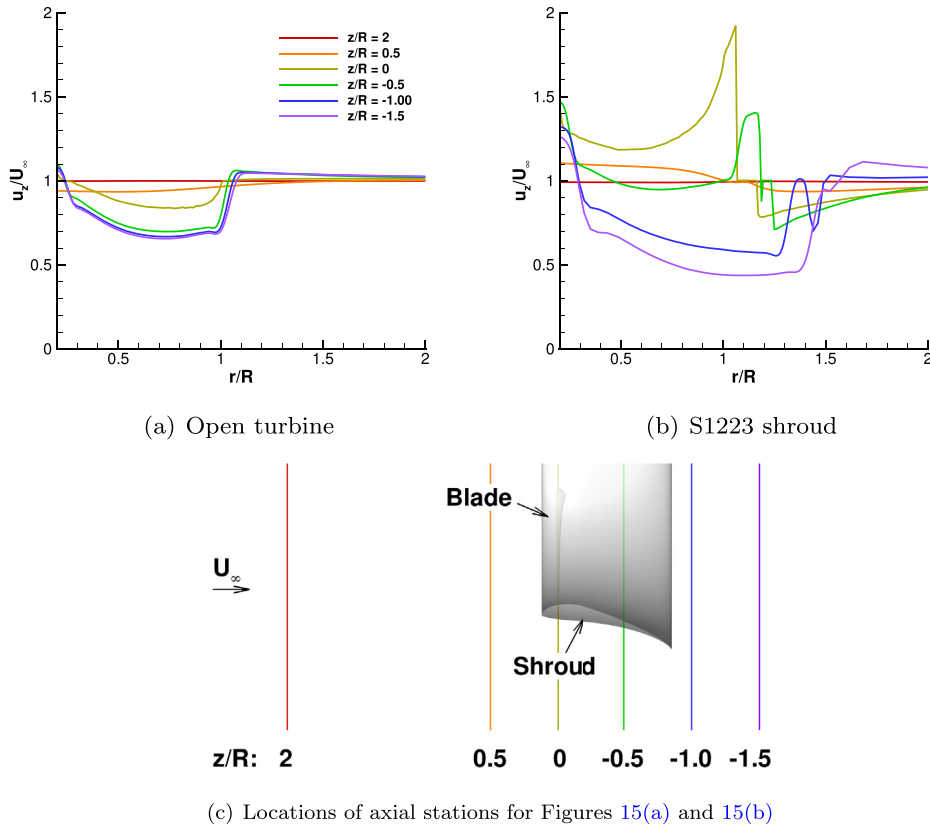 2
1.5
1
0.5
0
u_z/U_∞
0.5
1
1.5
2
r/R
z/R = 2
z/R = 0.5
z/R = 0
z/R = -0.5
z/R = -1.00
z/R = -1.5
(a) Open turbine
2
1.5
1
0.5
0
u_z/U_∞
0.5
1
1.5
2
r/R
(b) S1223 shroud
Blade
U_∞
Shroud
z/R: 2 0.5 0 -0.5 -1.0 -1.5
(c) Locations of axial stations for Figures 15(a) and 15(b)